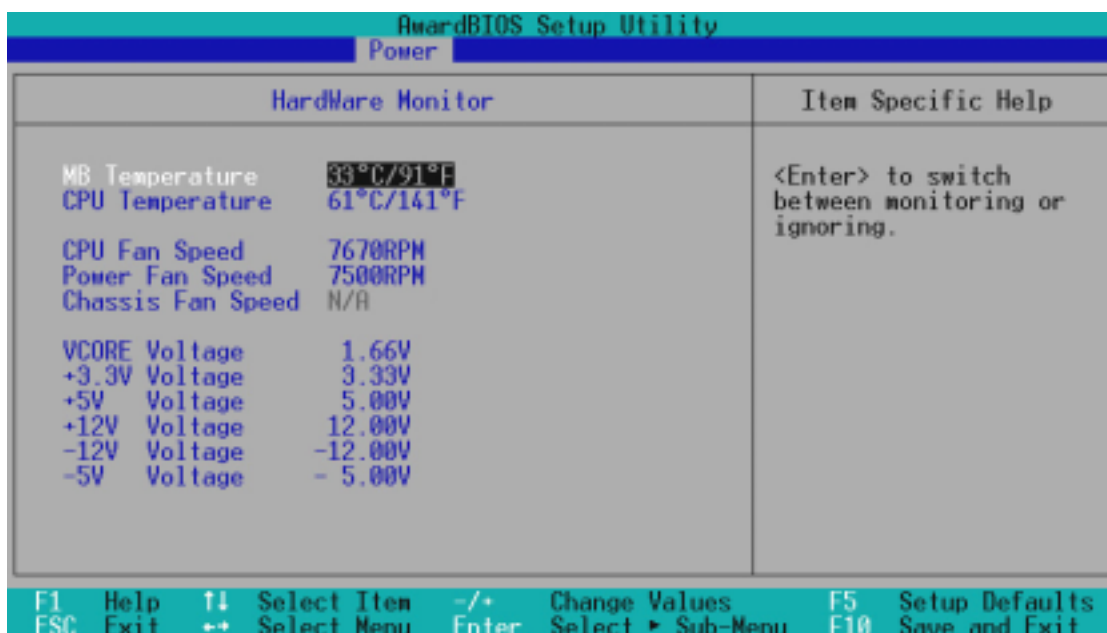 AwardBIOS Setup Utility
Power
HardWare Monitor
Item Specific Help
MB Temperature 33°C/91°F
CPU Temperature 61°C/141°F
CPU Fan Speed 7670RPM
Power Fan Speed 7500RPM
Chassis Fan Speed N/A
VCORE Voltage 1.66V
+3.3V Voltage 3.33V
+5V Voltage 5.00V
+12V Voltage 12.00V
-12V Voltage -12.00V
-5V Voltage - 5.00V
<Enter> to switch
between monitoring or
ignoring.
F1 Help ↑↓ Select Item -/+ Change Values F5 Setup Defaults
ESC Exit ←→ Select Menu Enter Select ► Sub-Menu F10 Save and Exit